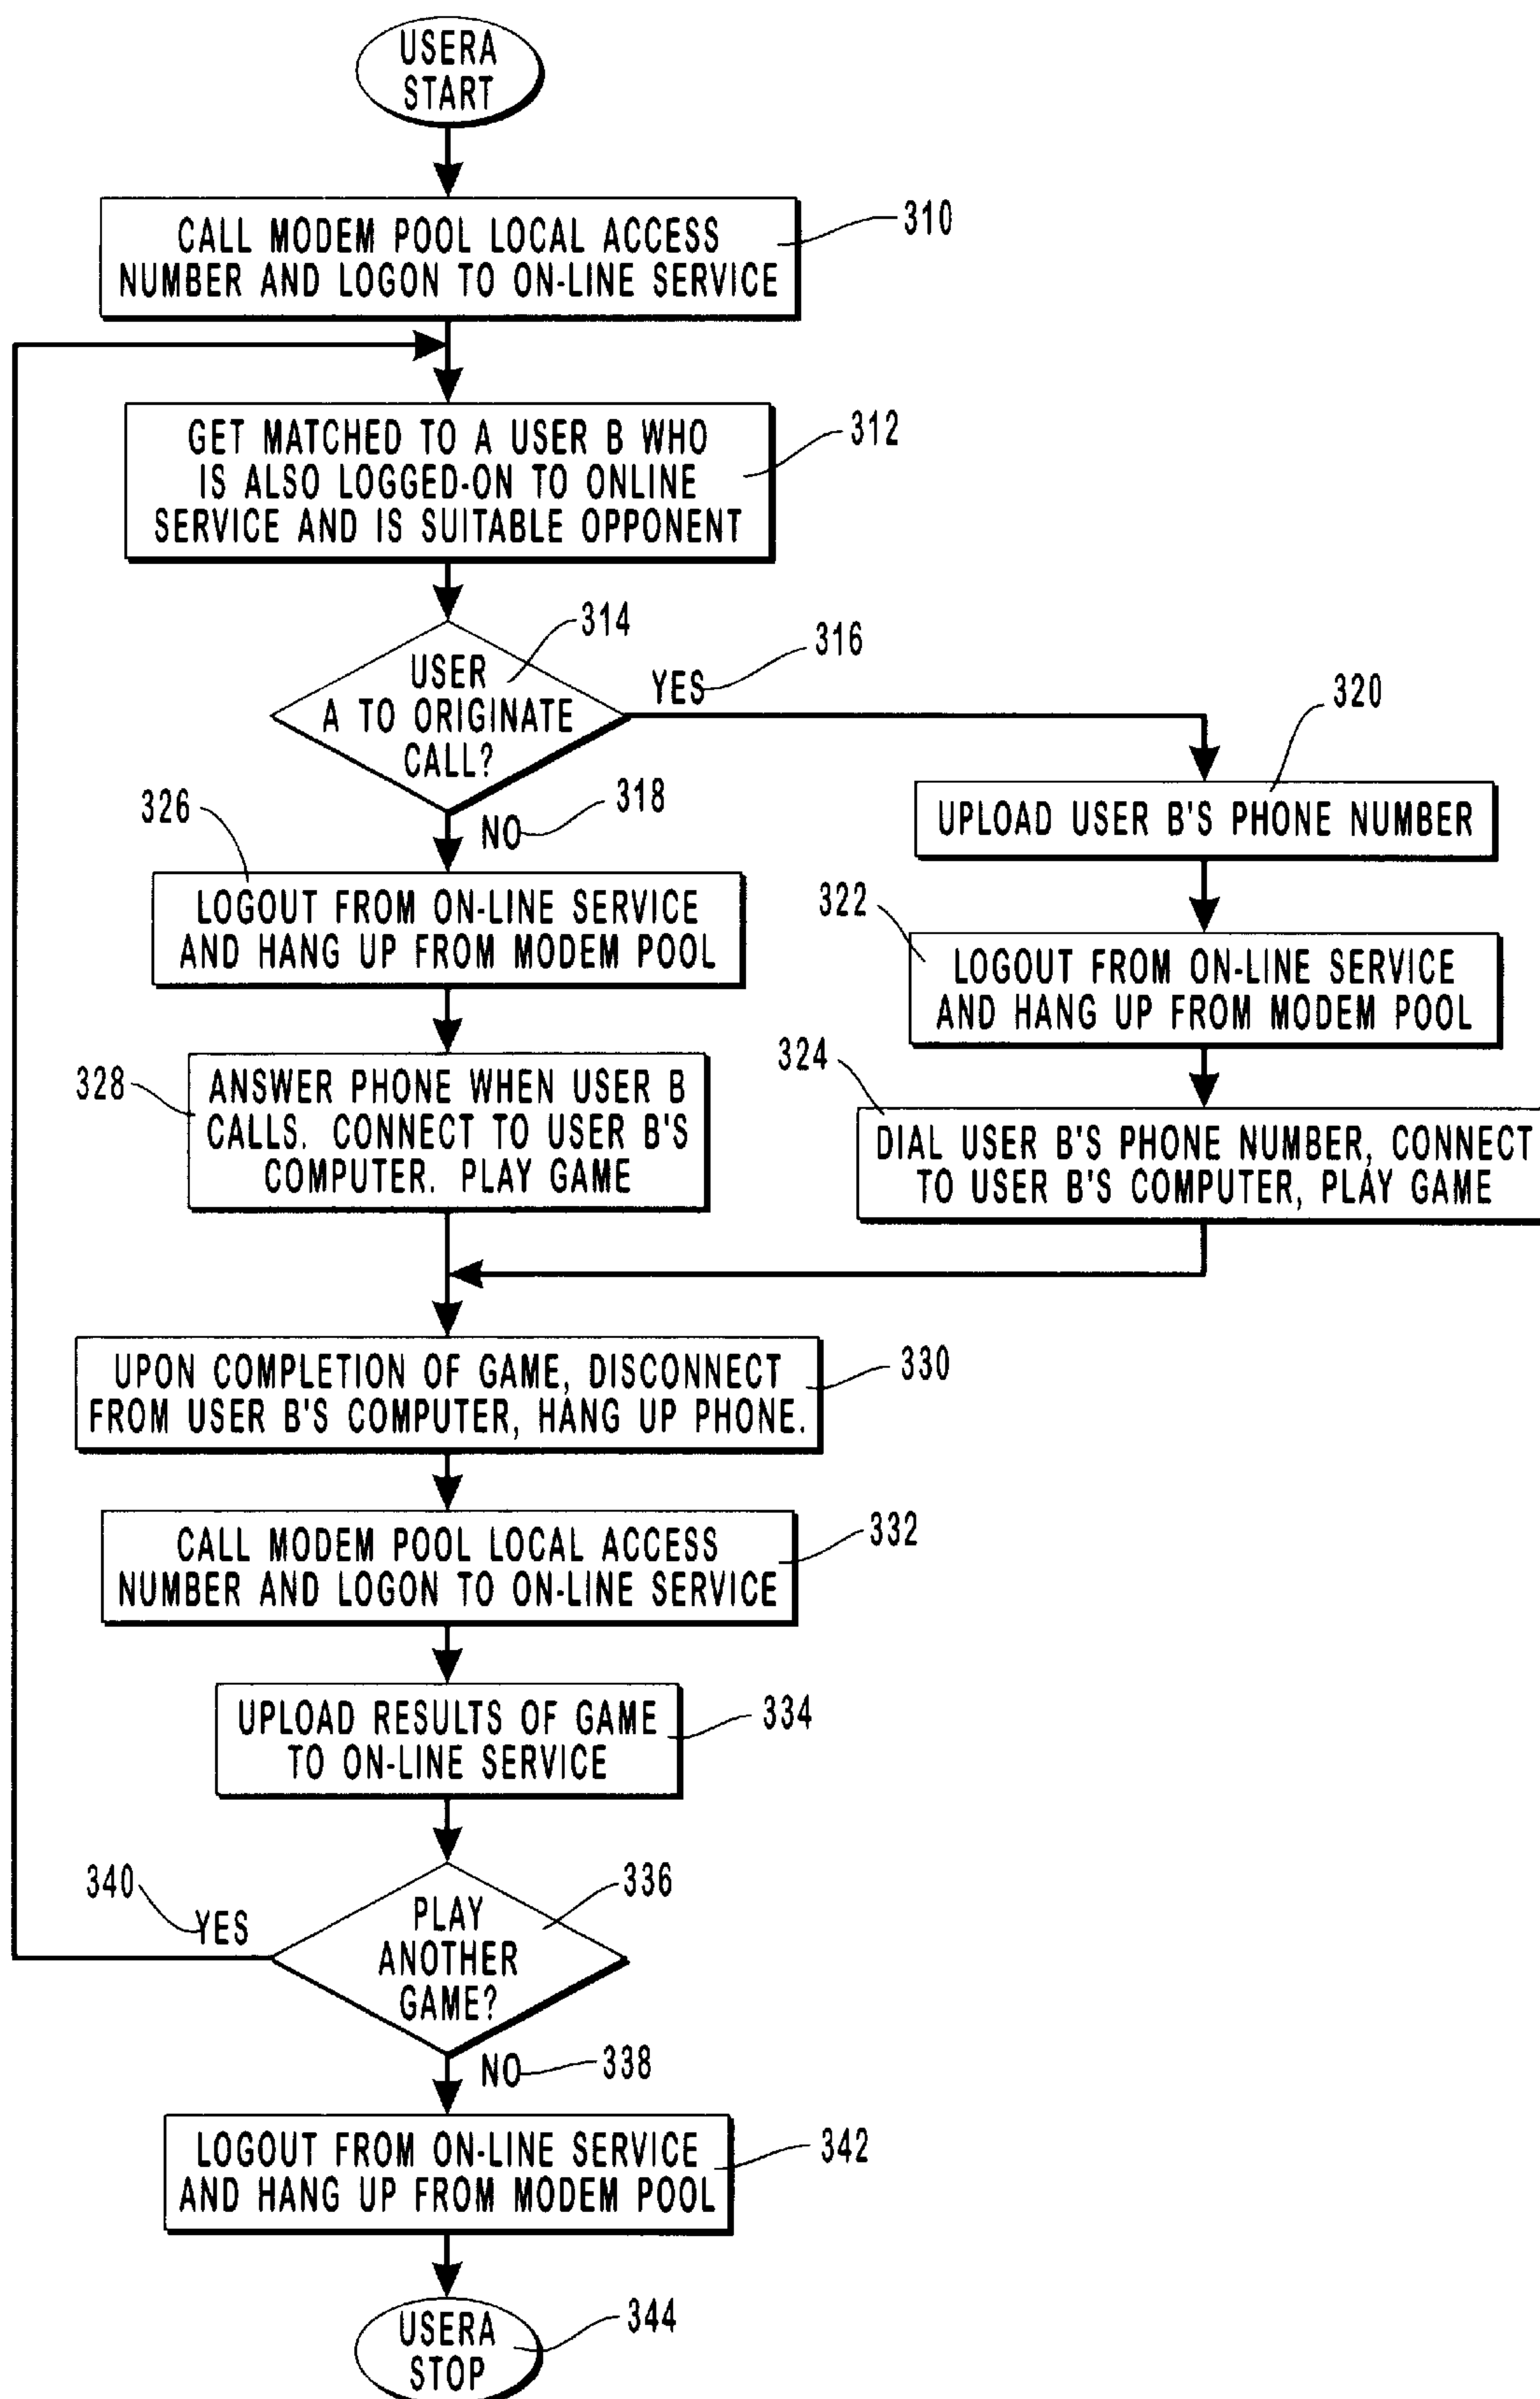 USERA
START
CALL MODEM POOL LOCAL ACCESS
NUMBER AND LOGON TO ON-LINE SERVICE
310
GET MATCHED TO A USER B WHO
IS ALSO LOGGED-ON TO ONLINE
SERVICE AND IS SUITABLE OPPONENT
312
USER
A TO ORIGINATE
CALL?
314
YES
316
NO
318
320
UPLOAD USER B'S PHONE NUMBER
326
LOGOUT FROM ON-LINE SERVICE
AND HANG UP FROM MODEM POOL
322
LOGOUT FROM ON-LINE SERVICE
AND HANG UP FROM MODEM POOL
328
ANSWER PHONE WHEN USER B
CALLS. CONNECT TO USER B'S
COMPUTER. PLAY GAME
324
DIAL USER B'S PHONE NUMBER, CONNECT
TO USER B'S COMPUTER, PLAY GAME
UPON COMPLETION OF GAME, DISCONNECT
FROM USER B'S COMPUTER, HANG UP PHONE.
330
CALL MODEM POOL LOCAL ACCESS
NUMBER AND LOGON TO ON-LINE SERVICE
332
UPLOAD RESULTS OF GAME
TO ON-LINE SERVICE
334
340
YES
PLAY
ANOTHER
GAME?
336
NO
338
LOGOUT FROM ON-LINE SERVICE
AND HANG UP FROM MODEM POOL
342
USERA
STOP
344